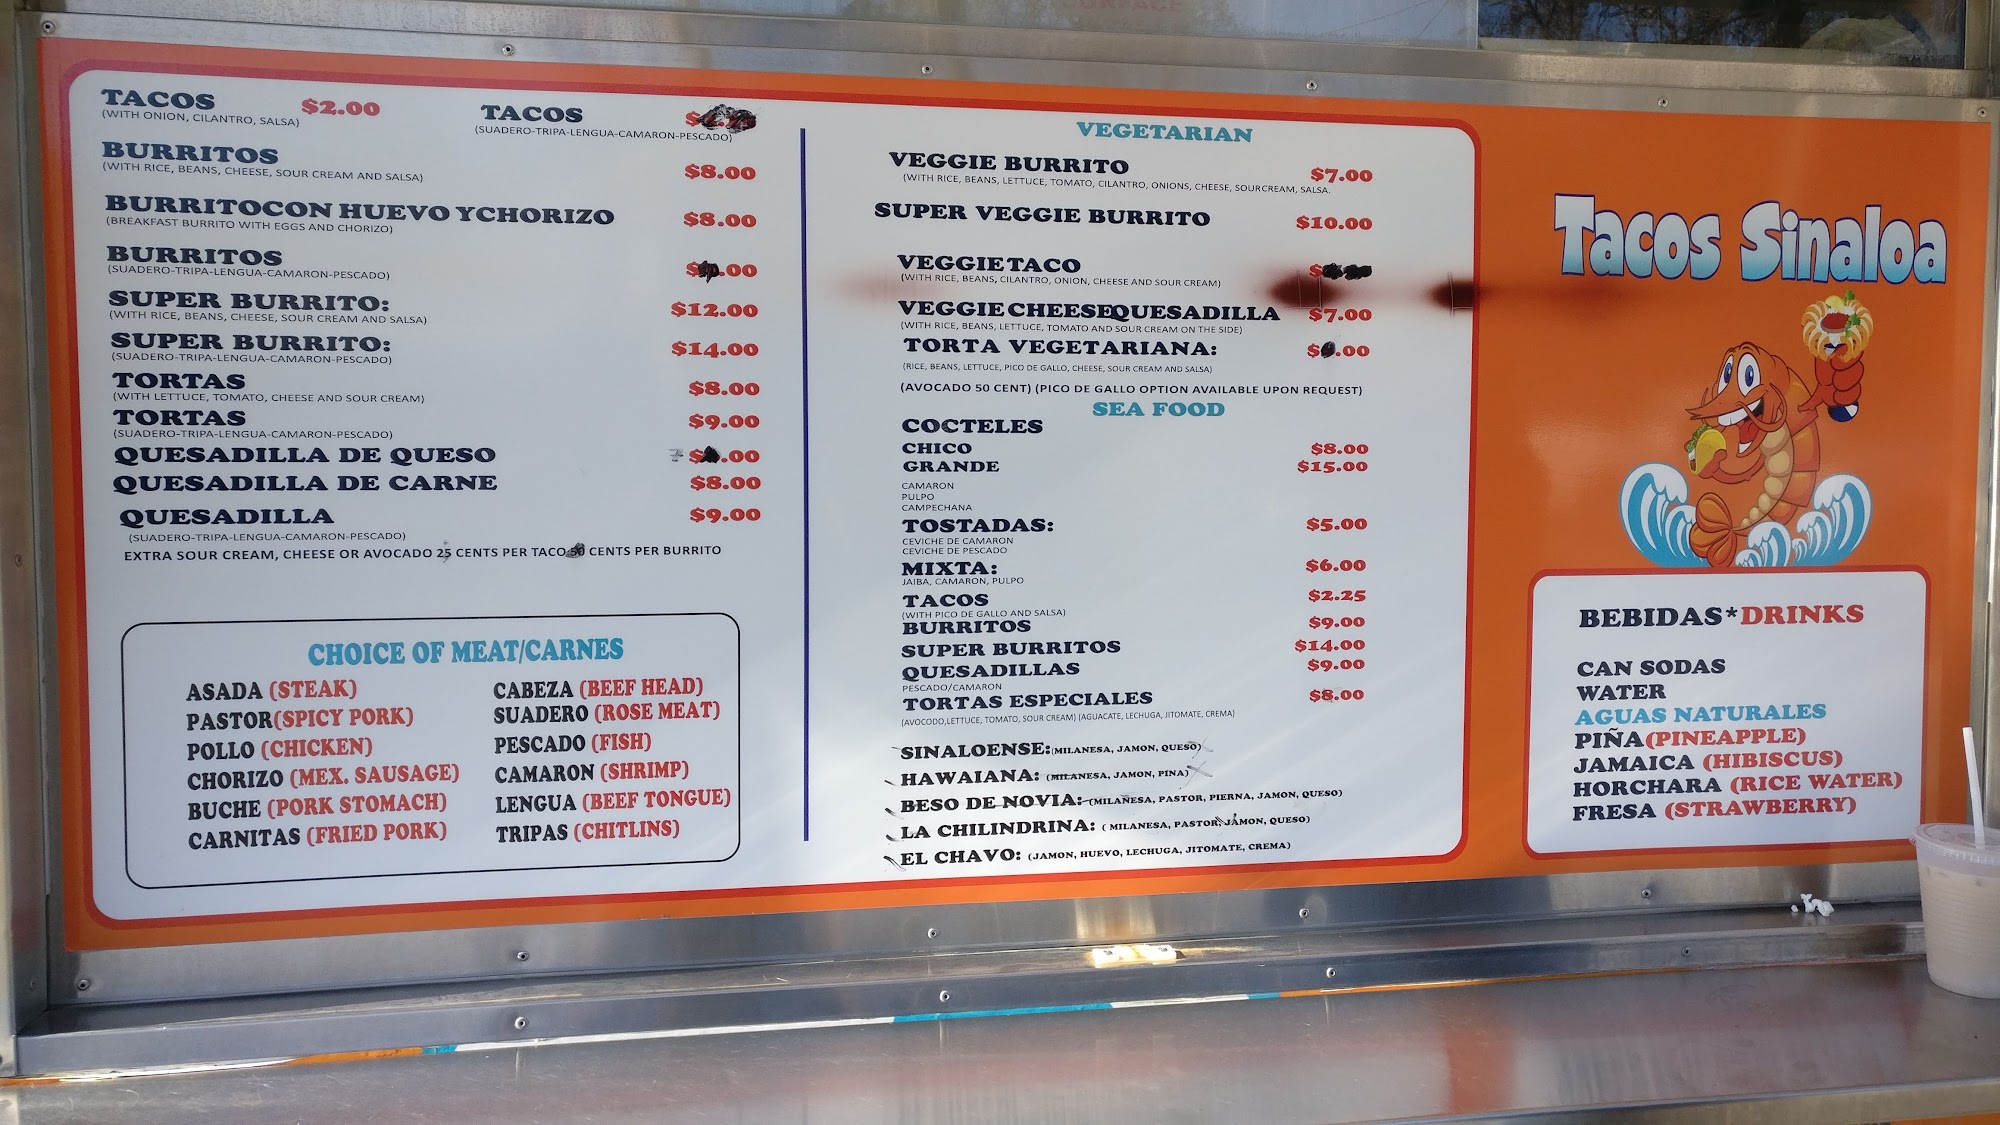 TACOS $2.00
(WITH ONION, CILANTRO, SALSA)
TACOS
(SUADERO-TRIPA-LENGUA-CAMARON-PESCADO)
BURRITOS $8.00
(WITH RICE, BEANS, CHEESE, SOUR CREAM AND SALSA)
BURRITOCON HUEVO YCHORIZO $8.00
(BREAKFAST BURRITO WITH EGGS AND CHORIZO)
BURRITOS .00
(SUADERO-TRIPA-LENGUA-CAMARON-PESCADO)
SUPER BURRITO: $12.00
(WITH RICE, BEANS, CHEESE, SOUR CREAM AND SALSA)
SUPER BURRITO: $14.00
(SUADERO-TRIPA-LENGUA-CAMARON-PESCADO)
TORTAS $8.00
(WITH LETTUCE, TOMATO, CHEESE AND SOUR CREAM)
TORTAS $9.00
(SUADERO-TRIPA-LENGUA-CAMARON-PESCADO)
QUESADILLA DE QUESO 7 $ .00
QUESADILLA DE CARNE $8.00
QUESADILLA $9.00
(SUADERO-TRIPA-LENGUA-CAMARON-PESCADO)
EXTRA SOUR CREAM, CHEESE OR AVOCADO 25 CENTS PER TACO 50 CENTS PER BURRITO
CHOICE OF MEAT/CARNES
ASADA (STEAK)
PASTOR(SPICY PORK)
POLLO (CHICKEN)
CHORIZO (MEX. SAUSAGE)
BUCHE (PORK STOMACH)
CARNITAS (FRIED PORK)
CABEZA (BEEF HEAD)
SUADERO (ROSE MEAT)
PESCADO (FISH)
CAMARON (SHRIMP)
LENGUA (BEEF TONGUE)
TRIPAS (CHITLINS)
VEGETARIAN
VEGGIE BURRITO $7.00
(WITH RICE, BEANS, LETTUCE, TOMATO, CILANTRO, ONIONS, CHEESE, SOURCREAM, SALSA.
SUPER VEGGIE BURRITO $10.00
VEGGIE TACO
(WITH RICE, BEANS, CILANTRO, ONION, CHEESE AND SOUR CREAM)
VEGGIE CHEESE QUESADILLA $7.00
(WITH RICE, BEANS, LETTUCE, TOMATO AND SOUR CREAM ON THE SIDE)
TORTA VEGETARIANA: $ .00
(RICE, BEANS, LETTUCE, PICO DE GALLO, CHEESE, SOUR CREAM AND SALSA)
(AVOCADO 50 CENT) (PICO DE GALLO OPTION AVAILABLE UPON REQUEST)
SEA FOOD
COCTELES
CHICO $8.00
GRANDE $15.00
CAMARON
PULPO
CAMPECHANA
TOSTADAS: $5.00
CEVICHE DE CAMARON
CEVICHE DE PESCADO
MIXTA: $6.00
JAIBA, CAMARON, PULPO
TACOS $2.25
(WITH PICO DE GALLO AND SALSA)
BURRITOS $9.00
SUPER BURRITOS $14.00
QUESADILLAS $9.00
PESCADO/CAMARON
TORTAS ESPECIALES $8.00
(AVOCODO,LETTUCE, TOMATO, SOUR CREAM) (AGUACATE, LECHUGA, JITOMATE, CREMA)
SINALOENSE:(MILANESA, JAMON, QUESO)
HAWAIANA: (MILANESA, JAMON, PINA)
BESO DE NOVIA: (MILANESA, PASTOR, PIERNA, JAMON, QUESO)
LA CHILINDRINA: ( MILANESA, PASTOR, JAMON, QUESO)
EL CHAVO: (JAMON, HUEVO, LECHUGA, JITOMATE, CREMA)
Tacos Sinaloa
BEBIDAS*DRINKS
CAN SODAS
WATER
AGUAS NATURALES
PIÑA(PINEAPPLE)
JAMAICA (HIBISCUS)
HORCHARA (RICE WATER)
FRESA (STRAWBERRY)